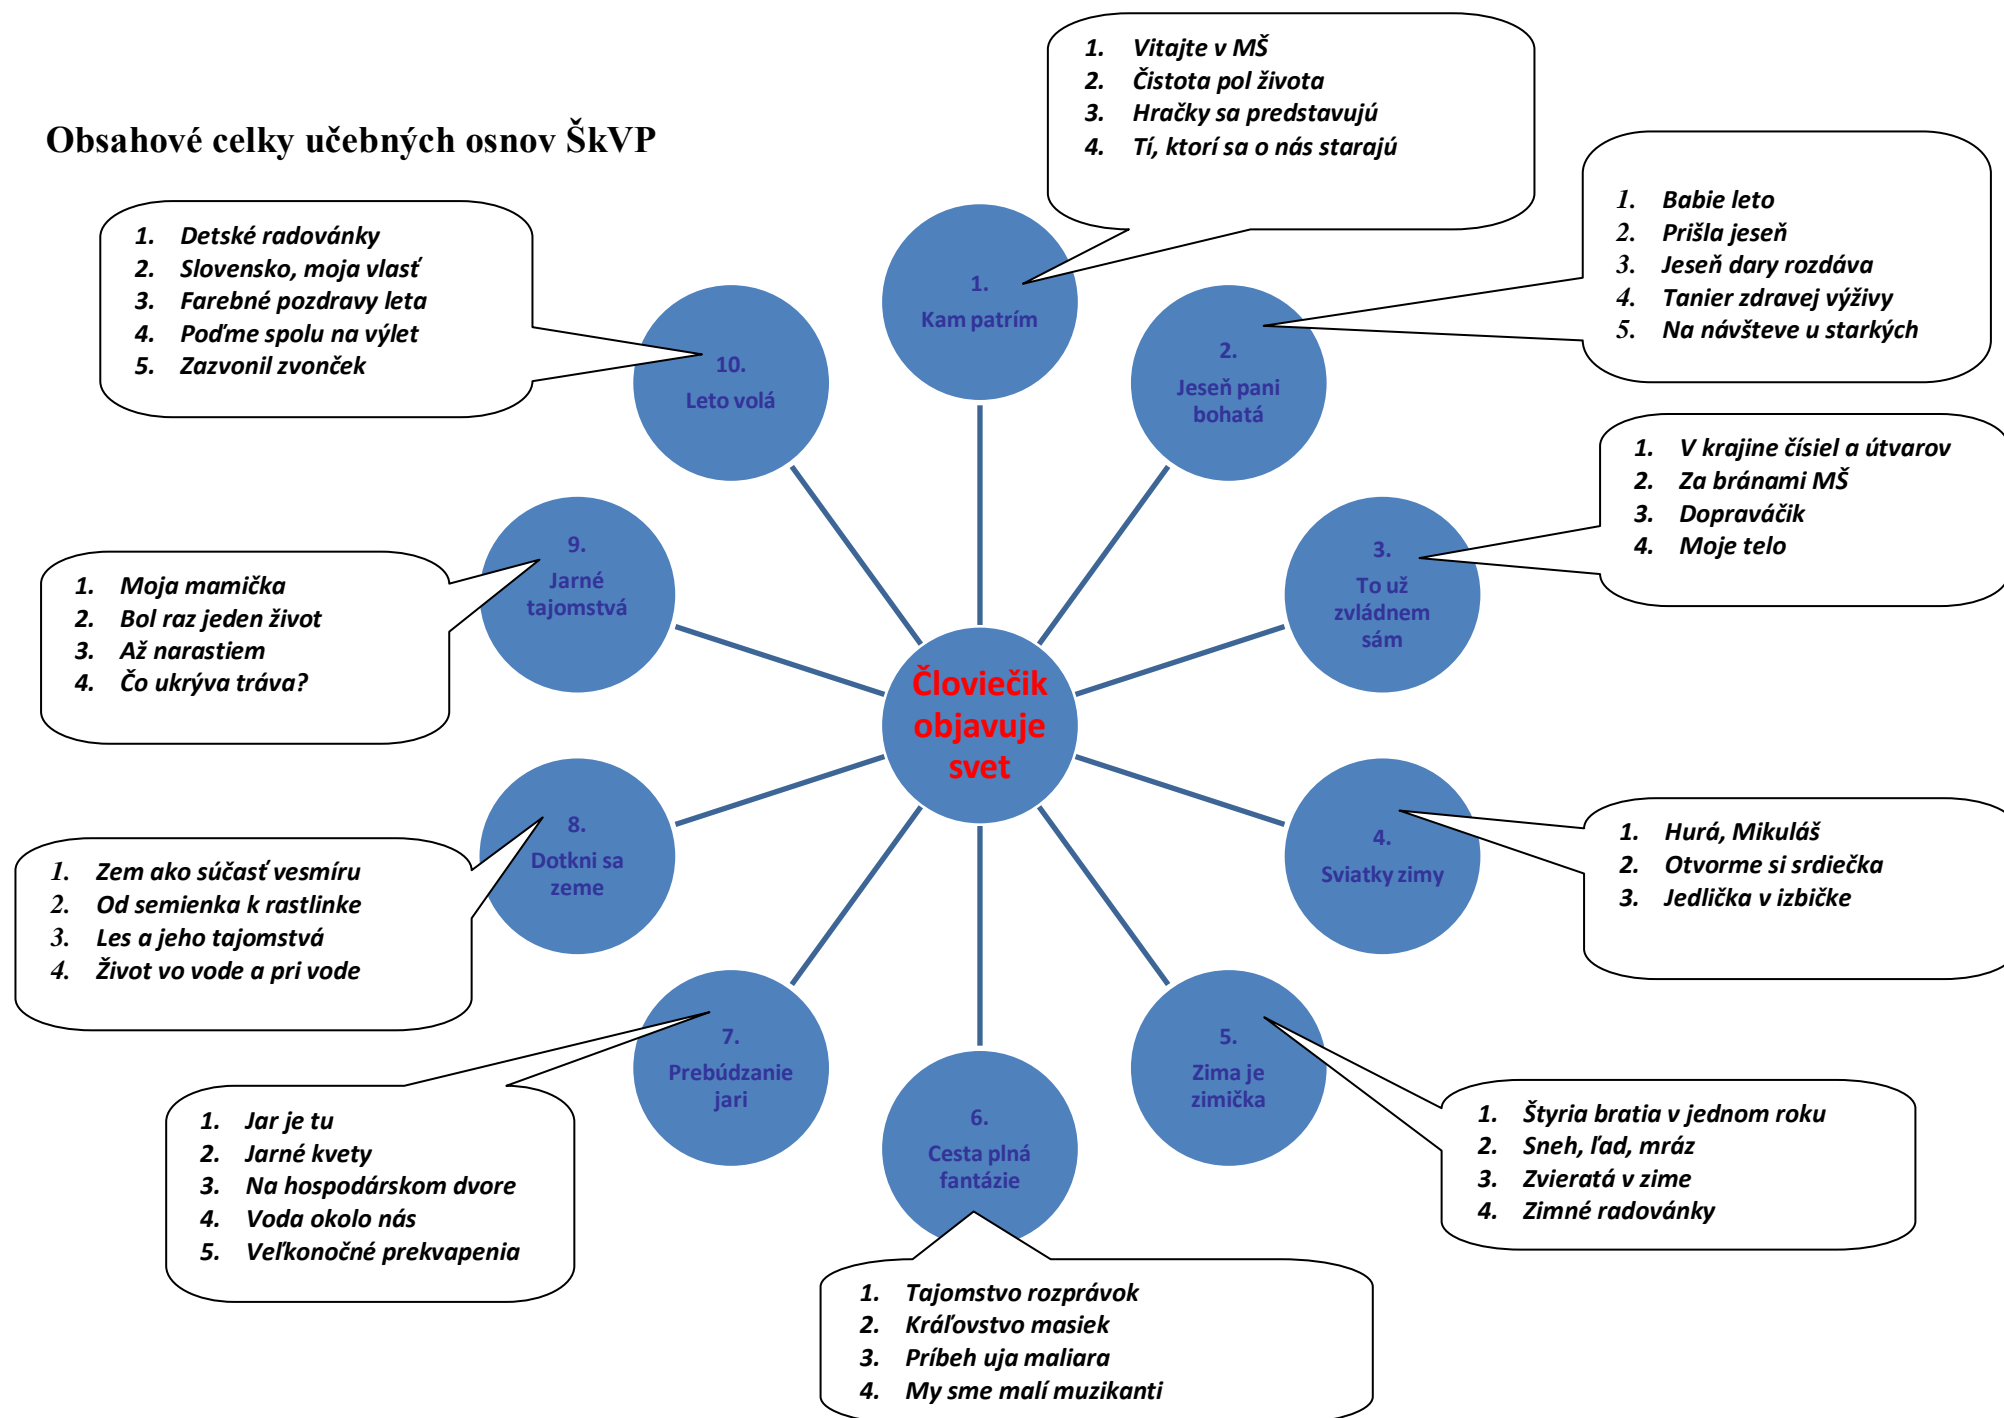 Obsahové celky učebných osnov ŠkVP
1. Vitajte v MŠ
2. Čistota pol života
3. Hračky sa predstavujú
4. Tí, ktorí sa o nás starajú
1.
Kam patrím
1. Babie leto
2. Prišla jeseň
3. Jeseň dary rozdáva
4. Tanier zdravej výživy
5. Na návšteve u starkých
2.
Jeseň pani
bohatá
1. V krajine čísiel a útvarov
2. Za bránami MŠ
3. Dopraváčik
4. Moje telo
3.
To už
zvládnem
sám
1. Hurá, Mikuláš
2. Otvorme si srdiečka
3. Jedlička v izbičke
4.
Sviatky zimy
1. Štyria bratia v jednom roku
2. Sneh, ľad, mráz
3. Zvieratá v zime
4. Zimné radovánky
5.
Zima je
zimička
6.
Cesta plná
fantázie
1. Tajomstvo rozprávok
2. Kráľovstvo masiek
3. Príbeh uja maliara
4. My sme malí muzikanti
7.
Prebúdzanie
jari
1. Jar je tu
2. Jarné kvety
3. Na hospodárskom dvore
4. Voda okolo nás
5. Veľkonočné prekvapenia
8.
Dotkni sa
zeme
1. Zem ako súčasť vesmíru
2. Od semienka k rastlinke
3. Les a jeho tajomstvá
4. Život vo vode a pri vode
9.
Jarné
tajomstvá
1. Moja mamička
2. Bol raz jeden život
3. Až narastiem
4. Čo ukrýva tráva?
10.
Leto volá
1. Detské radovánky
2. Slovensko, moja vlasť
3. Farebné pozdravy leta
4. Poďme spolu na výlet
5. Zazvonil zvonček
Človiečik
objavuje
svet